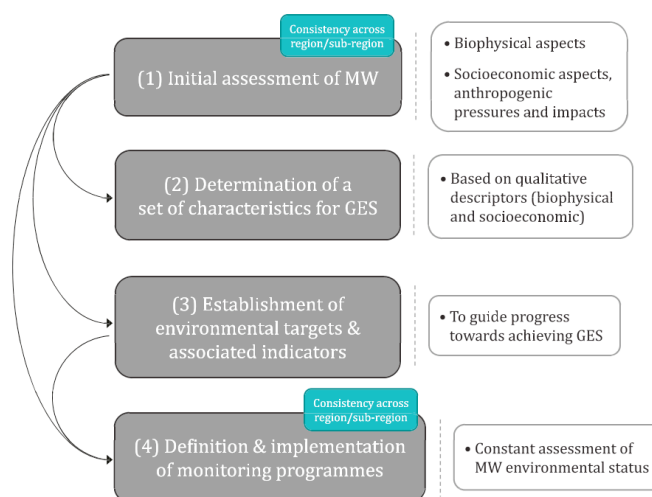 Consistency across
region/sub-region
(1) Initial assessment of MW
• Biophysical aspects
• Socioeconomic aspects,
anthropogenic
pressures and impacts
(2) Determination of a
set of characteristics for GES
• Based on qualitative
descriptors (biophysical
and socioeconomic)
(3) Establishment of
environmental targets &
associated indicators
• To guide progress
towards achieving GES
Consistency across
region/sub-region
(4) Definition & implementation
of monitoring programmes
• Constant assessment of
MW environmental status